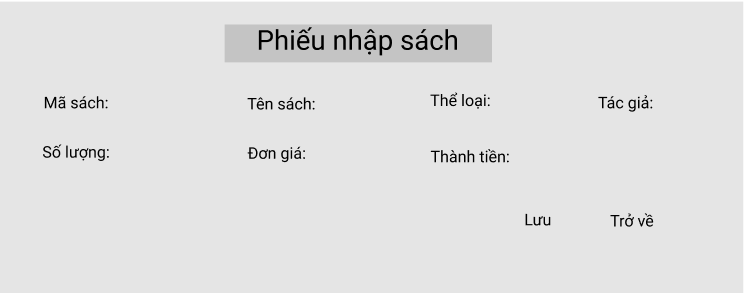 Phiếu nhập sách
Mã sách: Tên sách: Thể loại: Tác giả:
Số lượng: Đơn giá: Thành tiền:
Lưu Trở về